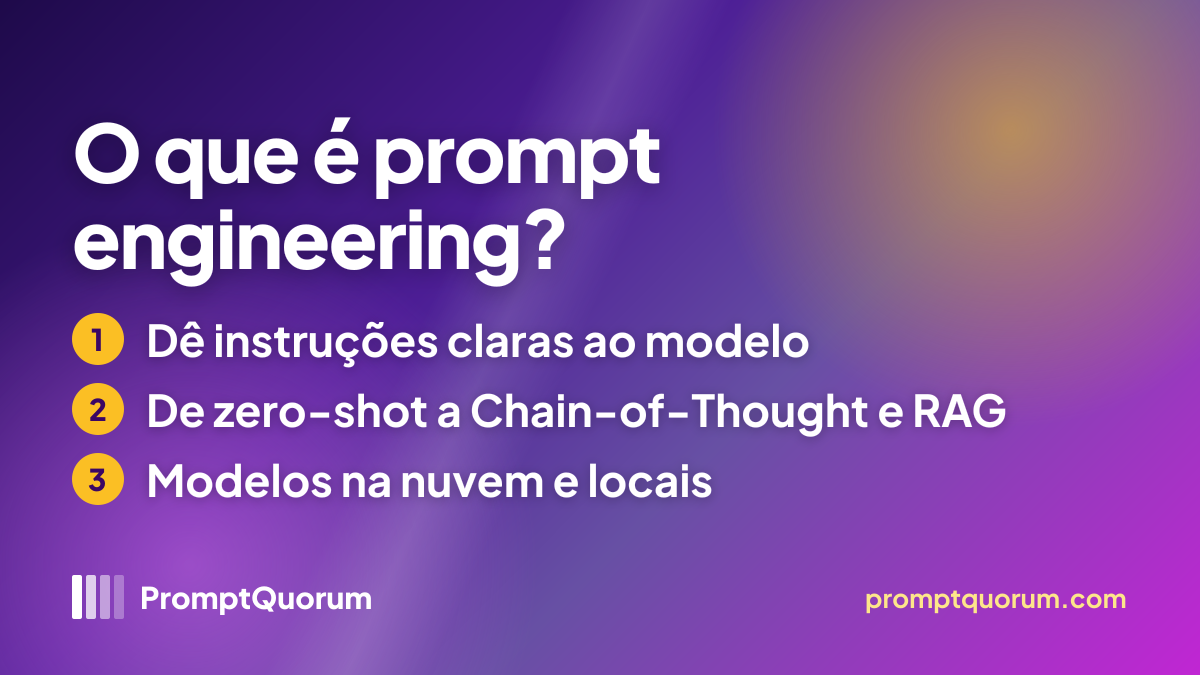 O que é prompt
engineering?
1 Dê instruções claras ao modelo
2 De zero-shot a Chain-of-Thought e RAG
3 Modelos na nuvem e locais
PromptQuorum
promptquorum.com